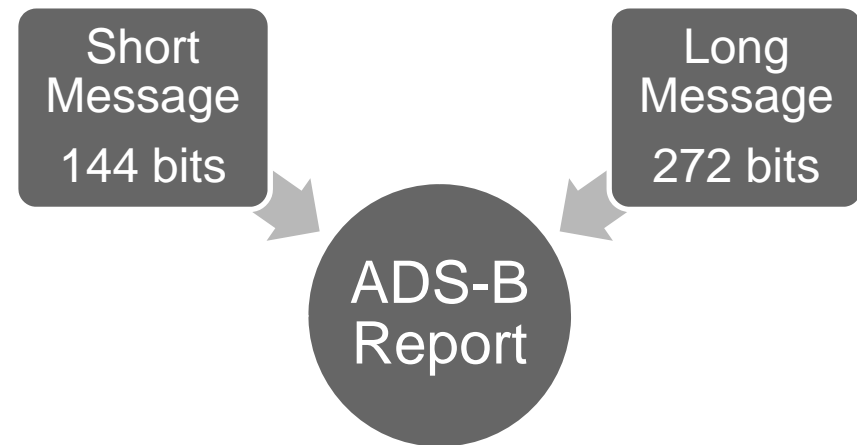 Short
Message
144 bits
Long
Message
272 bits
ADS-B
Report